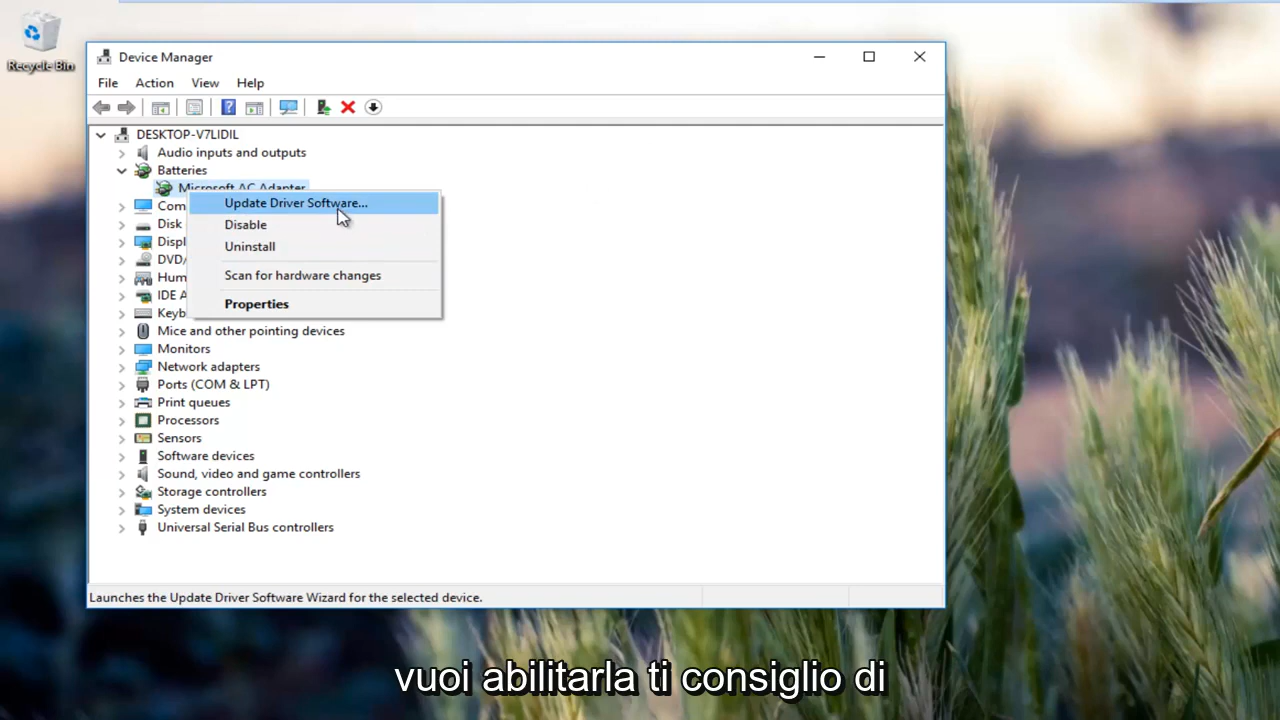 Recycle Bin
Device Manager
File Action View Help
DESKTOP-V7LIDIL
Audio inputs and outputs
Batteries
Microsoft AC Adapter
Update Driver Software...
Com
Disable
Disk
Displ
Uninstall
DVD/
Hum
Scan for hardware changes
IDE A
Properties
Keyb
Mice and other pointing devices
Monitors
Network adapters
Ports (COM & LPT)
Print queues
Processors
Sensors
Software devices
Sound, video and game controllers
Storage controllers
System devices
Universal Serial Bus controllers
Launches the Update Driver Software Wizard for the selected device.
vuoi abilitarla ti consiglio di